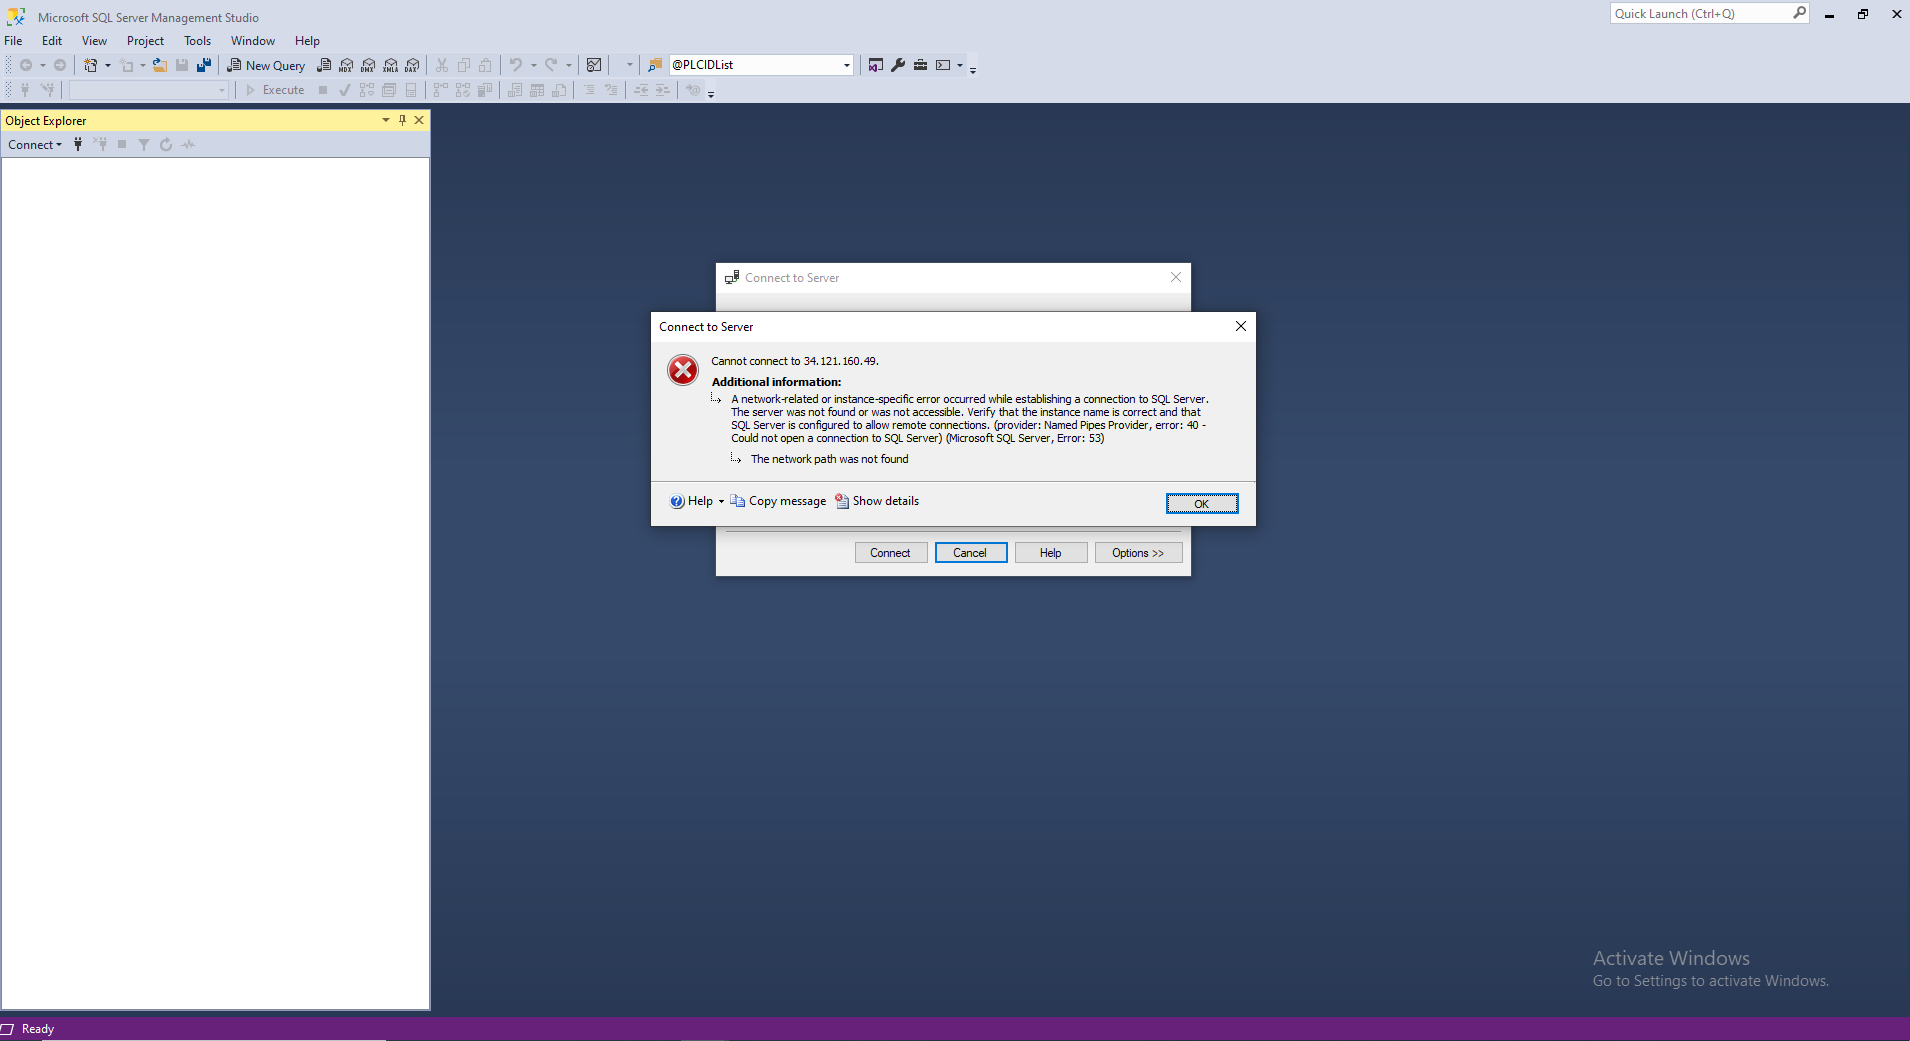 Microsoft SQL Server Management Studio
Quick Launch (Ctrl+Q)
File Edit View Project Tools Window Help
New Query MDX DMX XMLA DAX @PLCIDList
Execute
Object Explorer
Connect
Connect to Server
Connect to Server
Cannot connect to 34.121.160.49.
Additional information:
A network-related or instance-specific error occurred while establishing a connection to SQL Server.
The server was not found or was not accessible. Verify that the instance name is correct and that
SQL Server is configured to allow remote connections. (provider: Named Pipes Provider, error: 40 -
Could not open a connection to SQL Server) (Microsoft SQL Server, Error: 53)
The network path was not found
Help Copy message Show details OK
Connect Cancel Help Options >>
Activate Windows
Go to Settings to activate Windows.
Ready